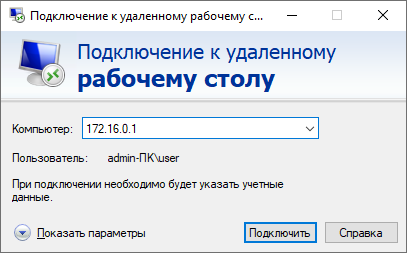 Подключение к удаленному рабочему с...
Подключение к удаленному
рабочему столу
Компьютер: 172.16.0.1
Пользователь: admin-ПК\user
При подключении необходимо будет указать учетные
данные.
Показать параметры Подключить Справка